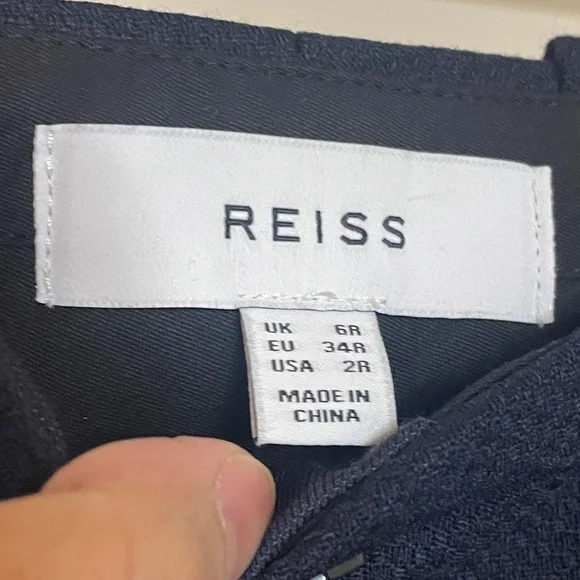 REISS
UK 6R
EU 34R
USA 2R
MADE IN
CHINA